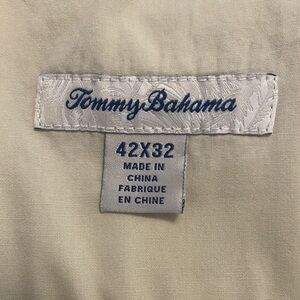 Tommy Bahama
42X32
MADE IN
CHINA
FABRIQUE
EN CHINE